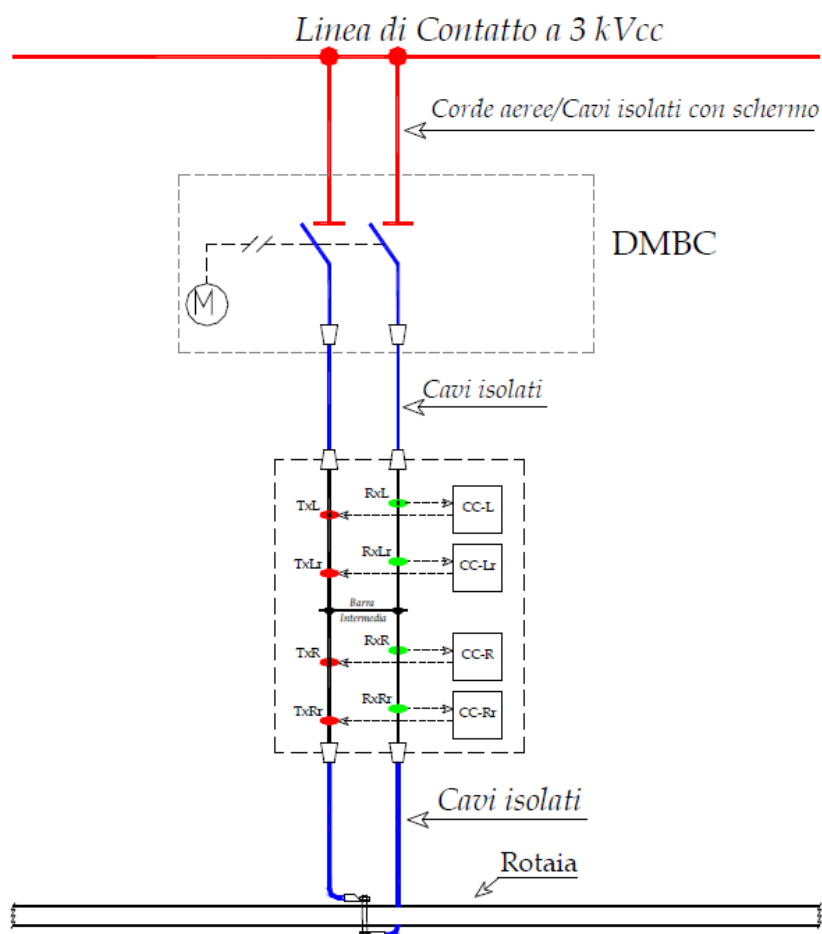 Linea di Contatto a 3 kVcc
Corde aeree/Cavi isolati con schermo
DMBC
M
Cavi isolati
TxL
RxL
CC-L
TxLr
RxLr
CC-Lr
Barra
Intermedia
TxR
RxR
CC-R
TxRr
RxRr
CC-Rr
Cavi isolati
Rotaia